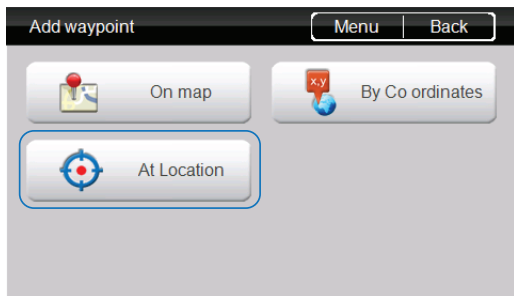 Add waypoint Menu Back
On map By Co ordinates
x,y
At Location